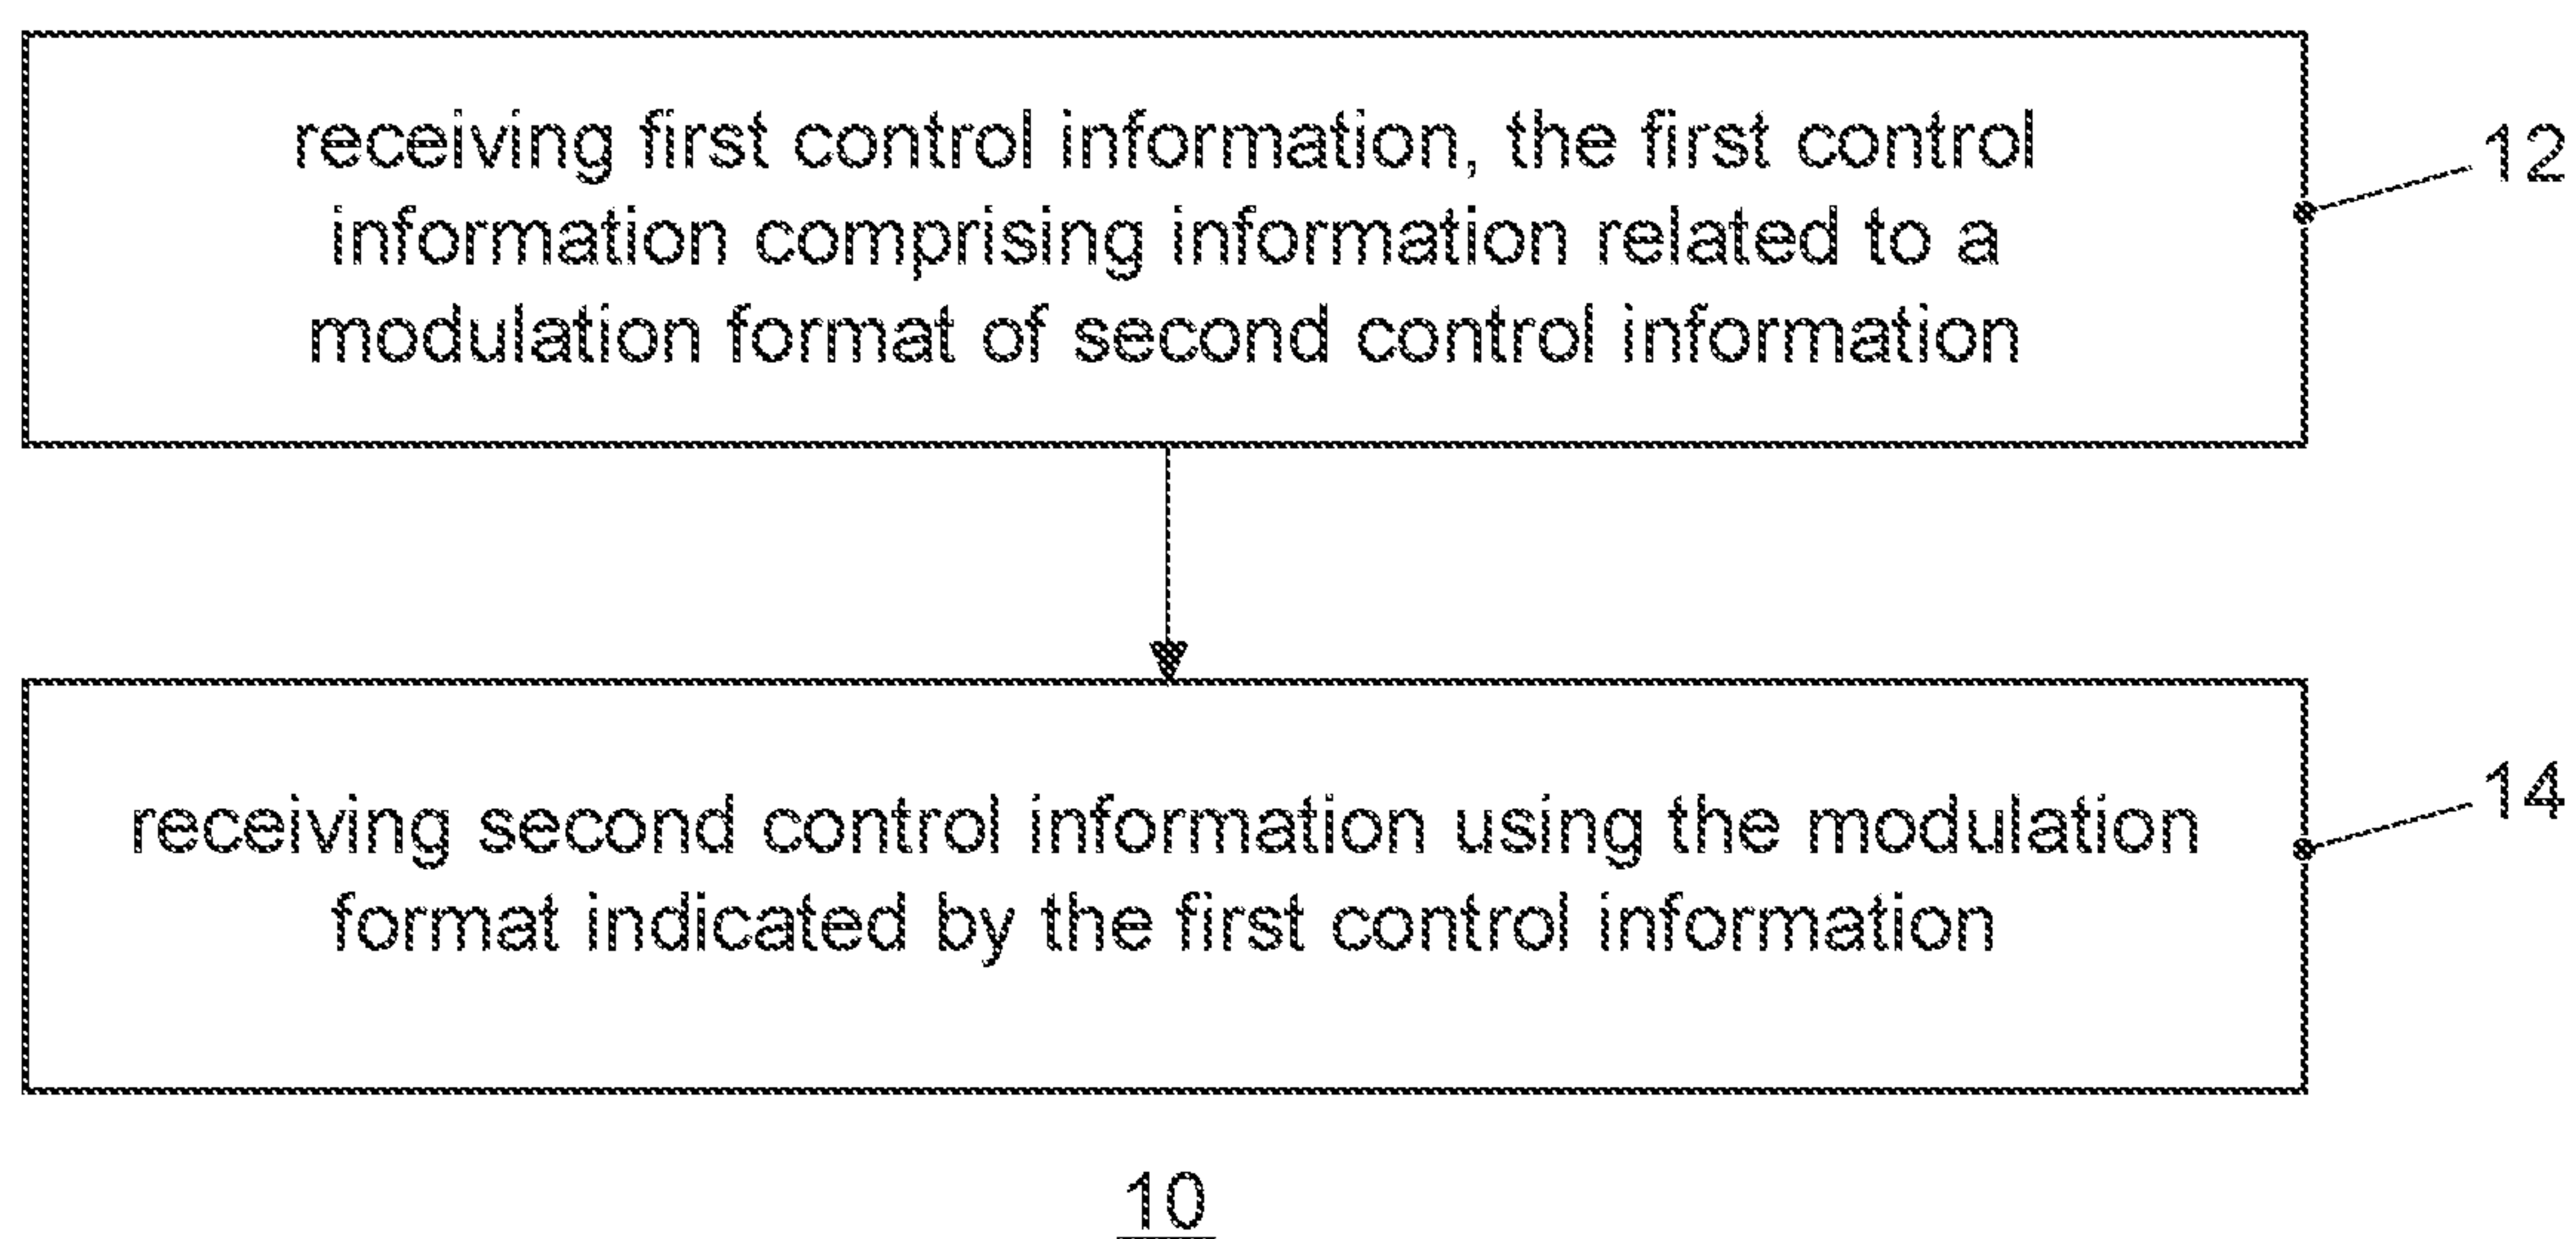 receiving first control information, the first control
information comprising information related to a
modulation format of second control information
12
receiving second control information using the modulation
format indicated by the first control information
14
10